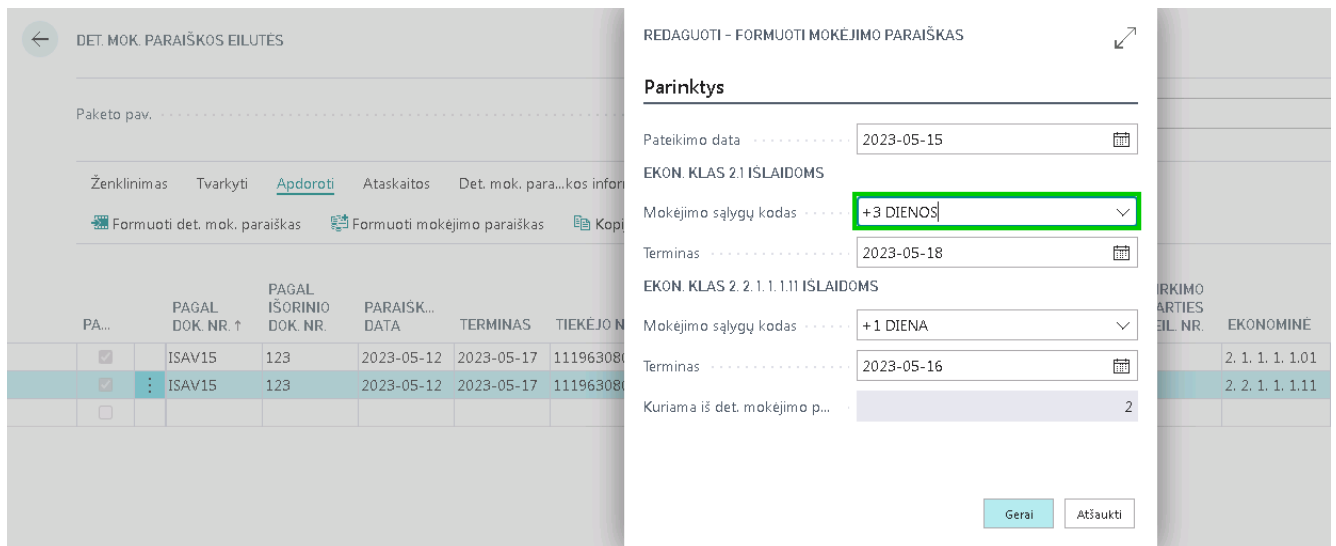 DET. MOK. PARAIŠKOS EILUTĖS
Paketo pav.
Ženklinimas Tvarkyti Apdoroti Ataskaitos Det. mok. para...kos infor
Formuoti det. mok. paraiškas Formuoti mokėjimo paraiškas Kopij
PA... PAGAL DOK. NR. ↑ PAGAL IŠORINIO DOK. NR. PARAIŠK... DATA TERMINAS TIEKĖJO N
ISAV15 123 2023-05-12 2023-05-17 111963080
ISAV15 123 2023-05-12 2023-05-17 111963080
REDAGUOTI – FORMUOTI MOKĖJIMO PARAIŠKAS
Parinktys
Pateikimo data 2023-05-15
EKON. KLAS 2.1 IŠLAIDOMS
Mokėjimo sąlygų kodas +3 DIENOS
Terminas 2023-05-18
EKON. KLAS 2. 2. 1. 1. 1.11 IŠLAIDOMS
Mokėjimo sąlygų kodas +1 DIENA
Terminas 2023-05-16
Kuriama iš det. mokėjimo p... 2
Gerai Atšaukti
IRKIMO ARTIES EIL. NR. EKONOMINĖ
2. 1. 1. 1. 1.01
2. 2. 1. 1. 1.11